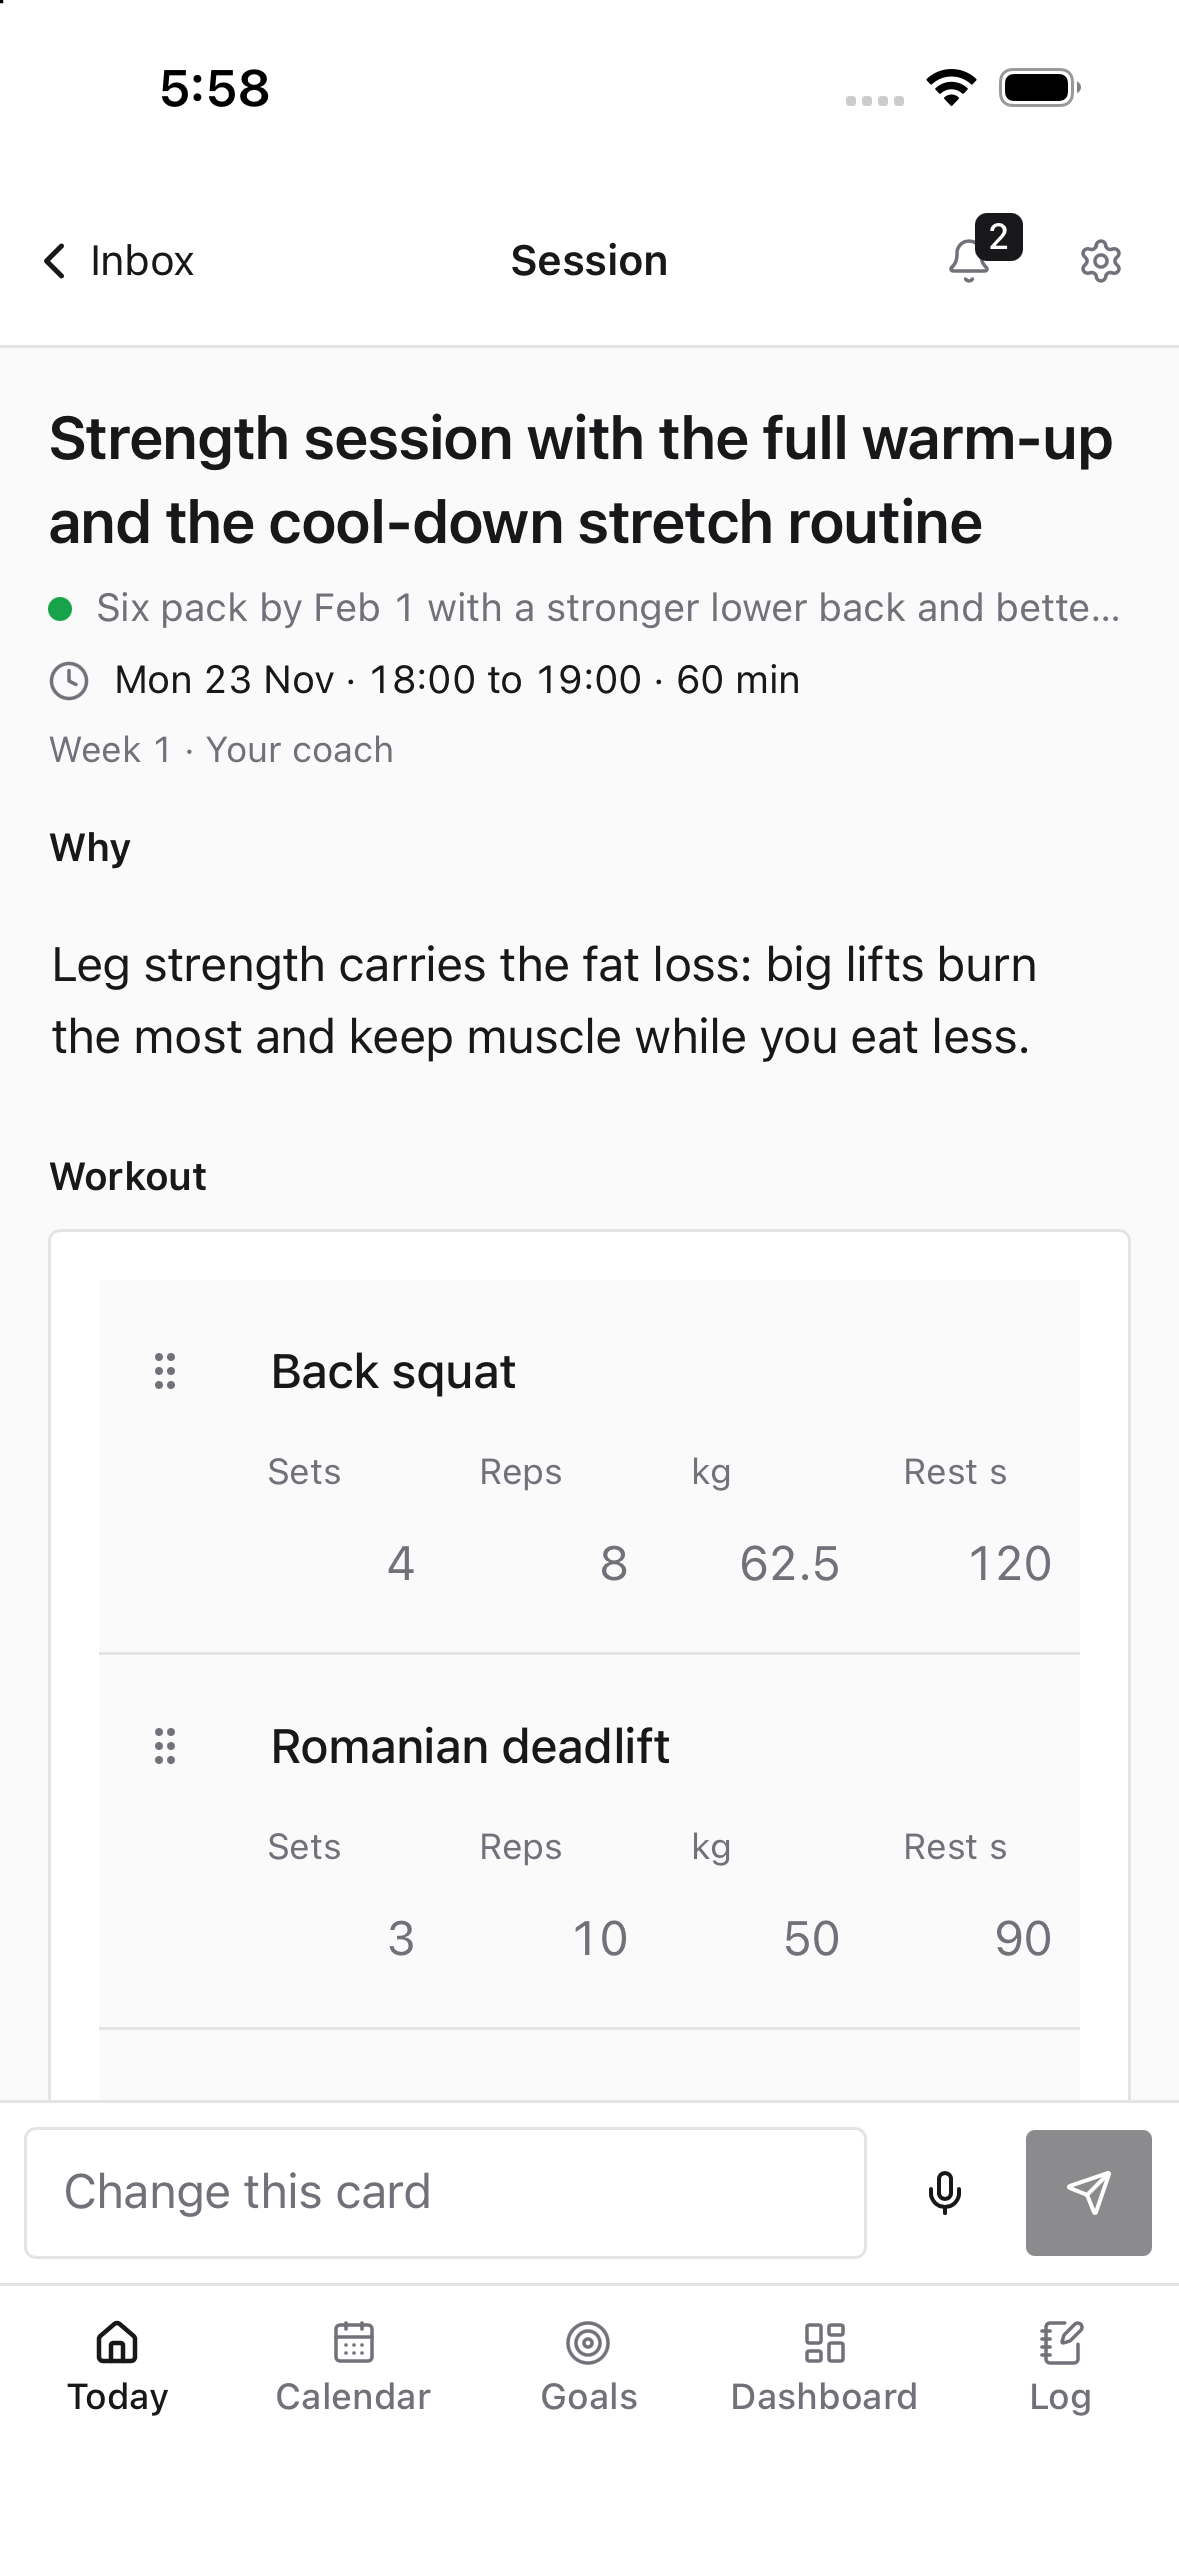 5:58
Inbox
Session
2
Strength session with the full warm-up
and the cool-down stretch routine
Six pack by Feb 1 with a stronger lower back and bette...
Mon 23 Nov · 18:00 to 19:00 · 60 min
Week 1 · Your coach
Why
Leg strength carries the fat loss: big lifts burn
the most and keep muscle while you eat less.
Workout
Back squat
Sets Reps kg Rest s
4 8 62.5 120
Romanian deadlift
Sets Reps kg Rest s
3 10 50 90
Change this card
Today Calendar Goals Dashboard Log